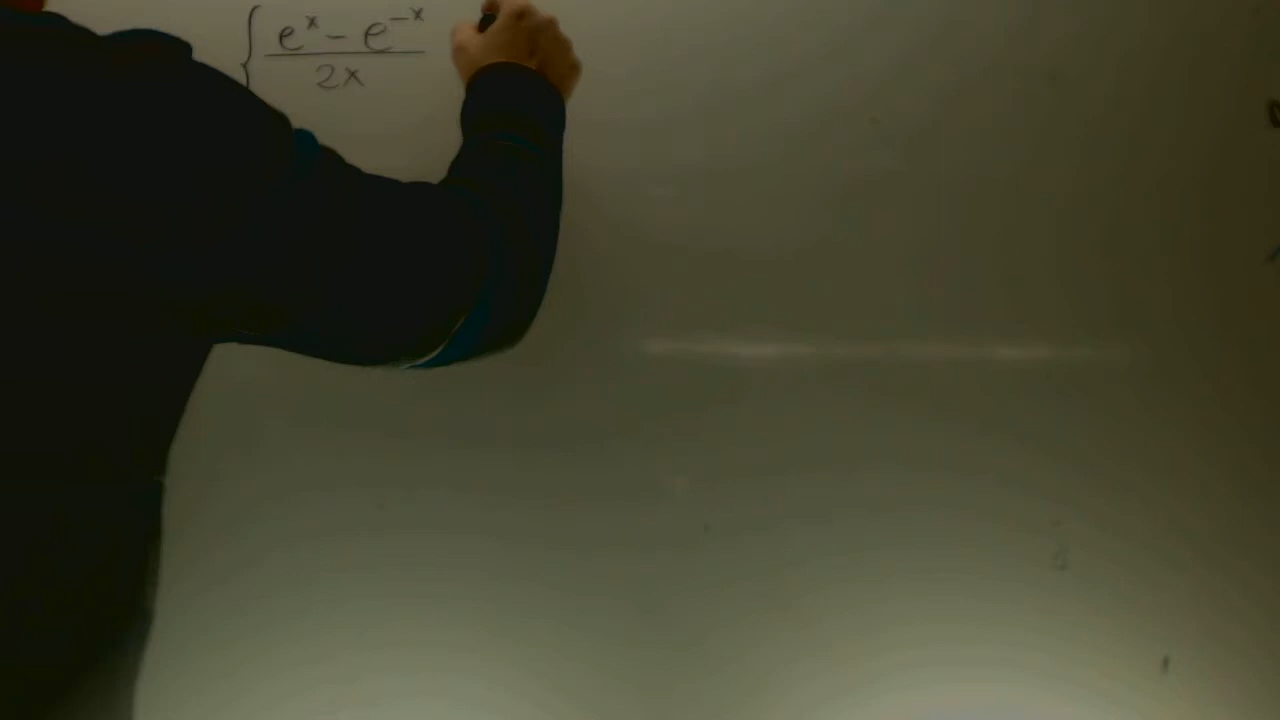 { (e^x - e^{-x}) / 2x